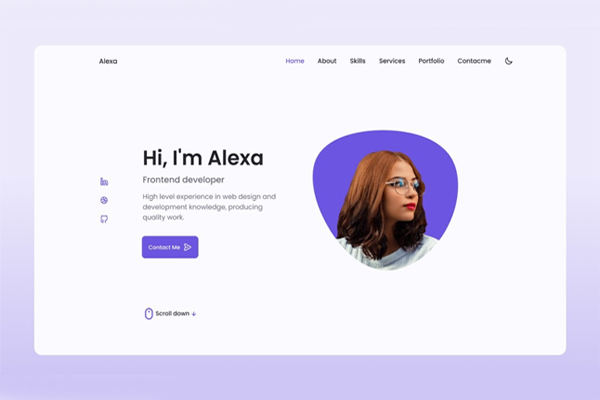 Alexa
Home About Skills Services Portfolio Contacme
Hi, I'm Alexa
Frontend developer
High level experience in web design and
development knowledge, producing
quality work.
Contact Me
Scroll down